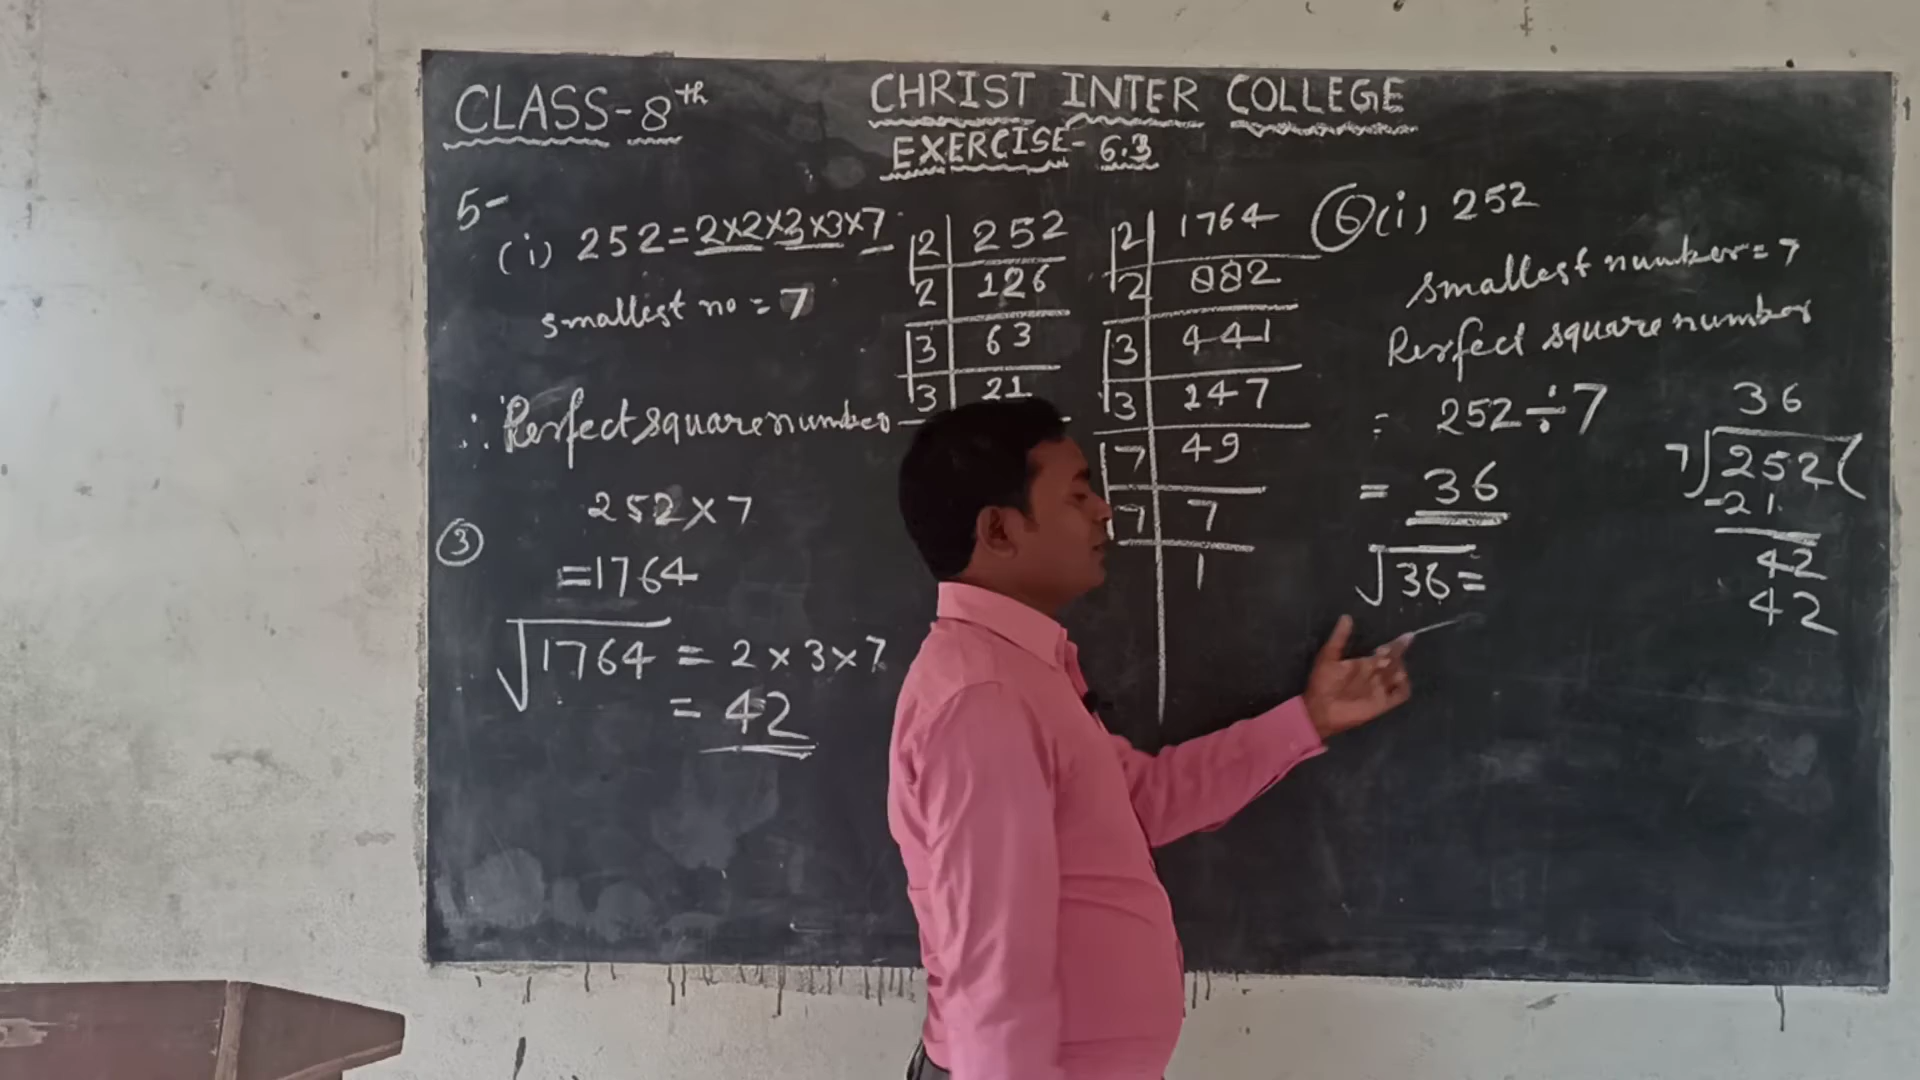 CLASS-8th
CHRIST INTER COLLEGE
EXERCISE- 6.3
5-
(i) 252=2×2×3×3×7
smallest no = 7
∴ Perfect square number
252×7
③
=1764
√1764 = 2×3×7
= 42
2 252
2 126
3 63
3 21
2 1764
2 882
3 441
3 147
7 49
7 7
1
⑥(i) 252
smallest number=7
Perfect square number
= 252÷7
= 36
√36=
36
7√252(
-21
42
42